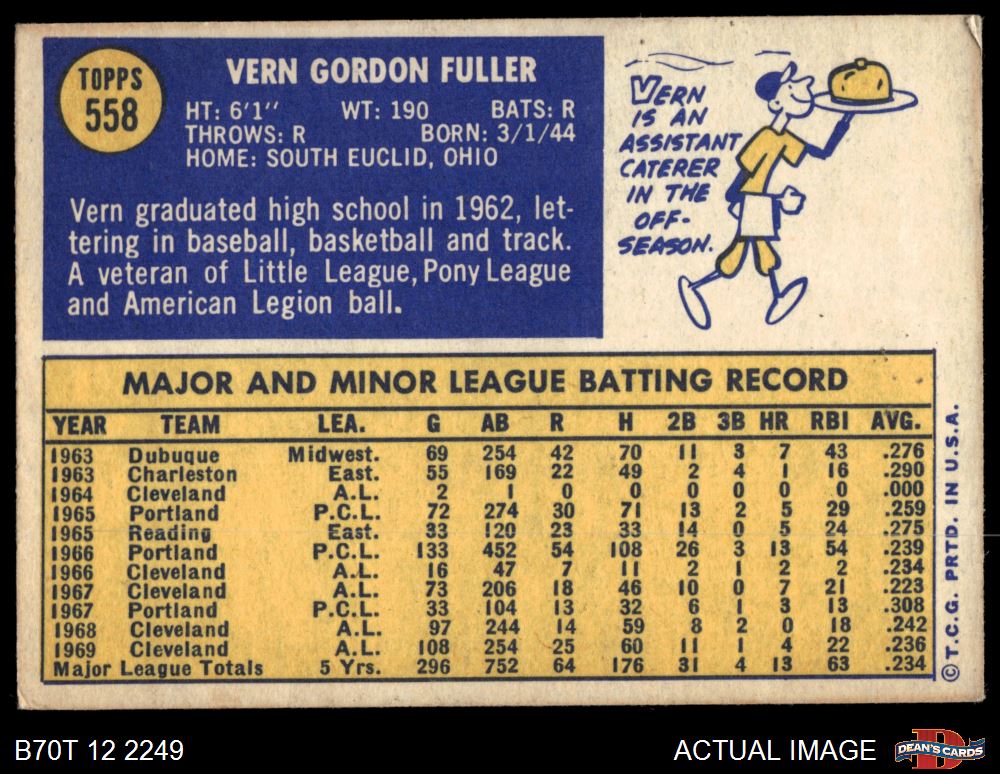 TOPPS
558
VERN GORDON FULLER
HT: 6'1" WT: 190 BATS: R
THROWS: R BORN: 3/1/44
HOME: SOUTH EUCLID, OHIO
Vern graduated high school in 1962, let-
tering in baseball, basketball and track.
A veteran of Little League, Pony League
and American Legion ball.
VERN
IS AN
ASSISTANT
CATERER
IN THE
OFF-
SEASON.
MAJOR AND MINOR LEAGUE BATTING RECORD
YEAR TEAM LEA. G AB R H 2B 3B HR RBI AVG.
1963 Dubuque Midwest. 69 254 42 70 11 3 7 43 .276
1963 Charleston East. 55 169 22 49 2 4 1 16 .290
1964 Cleveland A.L. 2 1 0 0 0 0 0 0 .000
1965 Portland P.C.L. 72 274 30 71 13 2 5 29 .259
1965 Reading East. 33 120 23 33 14 0 5 24 .275
1966 Portland P.C.L. 133 452 54 108 26 3 13 54 .239
1966 Cleveland A.L. 16 47 7 11 2 1 2 2 .234
1967 Cleveland A.L. 73 206 18 46 10 0 7 21 .223
1967 Portland P.C.L. 33 104 13 32 6 1 3 13 .308
1968 Cleveland A.L. 97 244 14 59 8 2 0 18 .242
1969 Cleveland A.L. 108 254 25 60 11 1 4 22 .236
Major League Totals 5 Yrs. 296 752 64 176 31 4 13 63 .234
© T.C.G. PRTD. IN U.S.A.
B70T 12 2249
ACTUAL IMAGE
DEAN'S CARDS